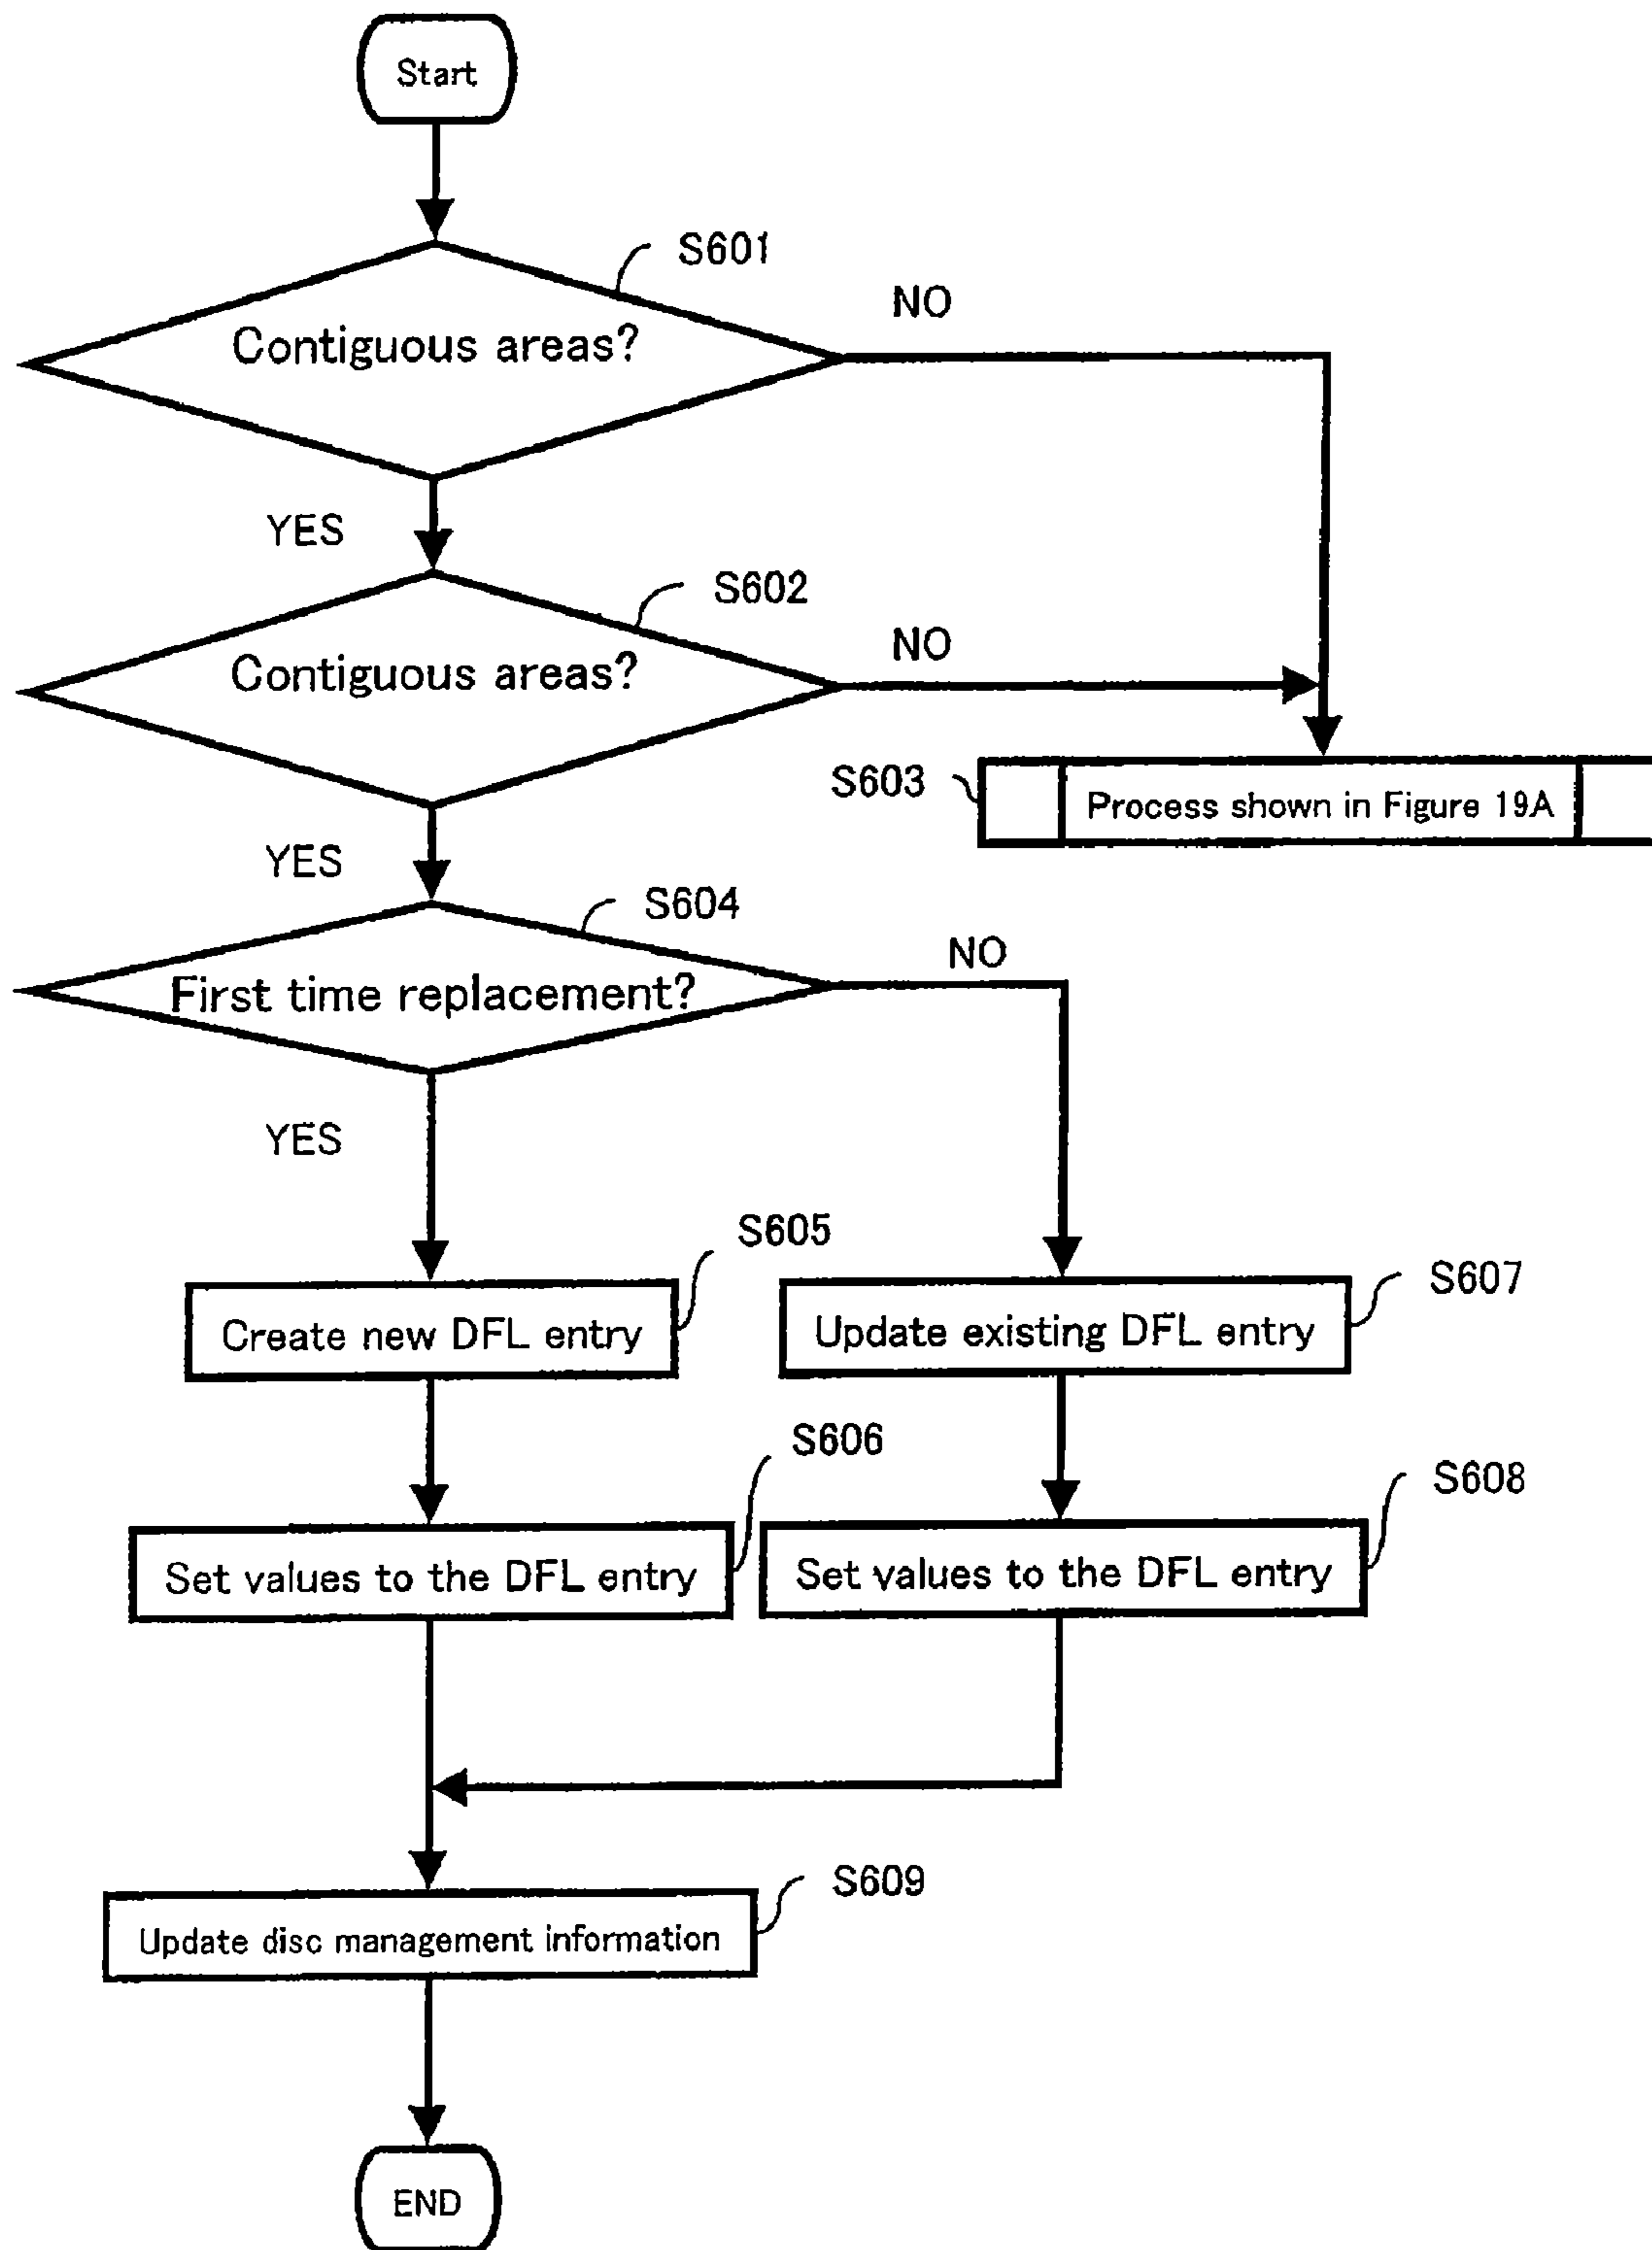 Start
S601
Contiguous areas?
NO
YES
S602
Contiguous areas?
NO
S603
Process shown in Figure 19A
YES
S604
First time replacement?
NO
YES
S605
Create new DFL entry
S607
Update existing DFL entry
S606
Set values to the DFL entry
S608
Set values to the DFL entry
S609
Update disc management information
END